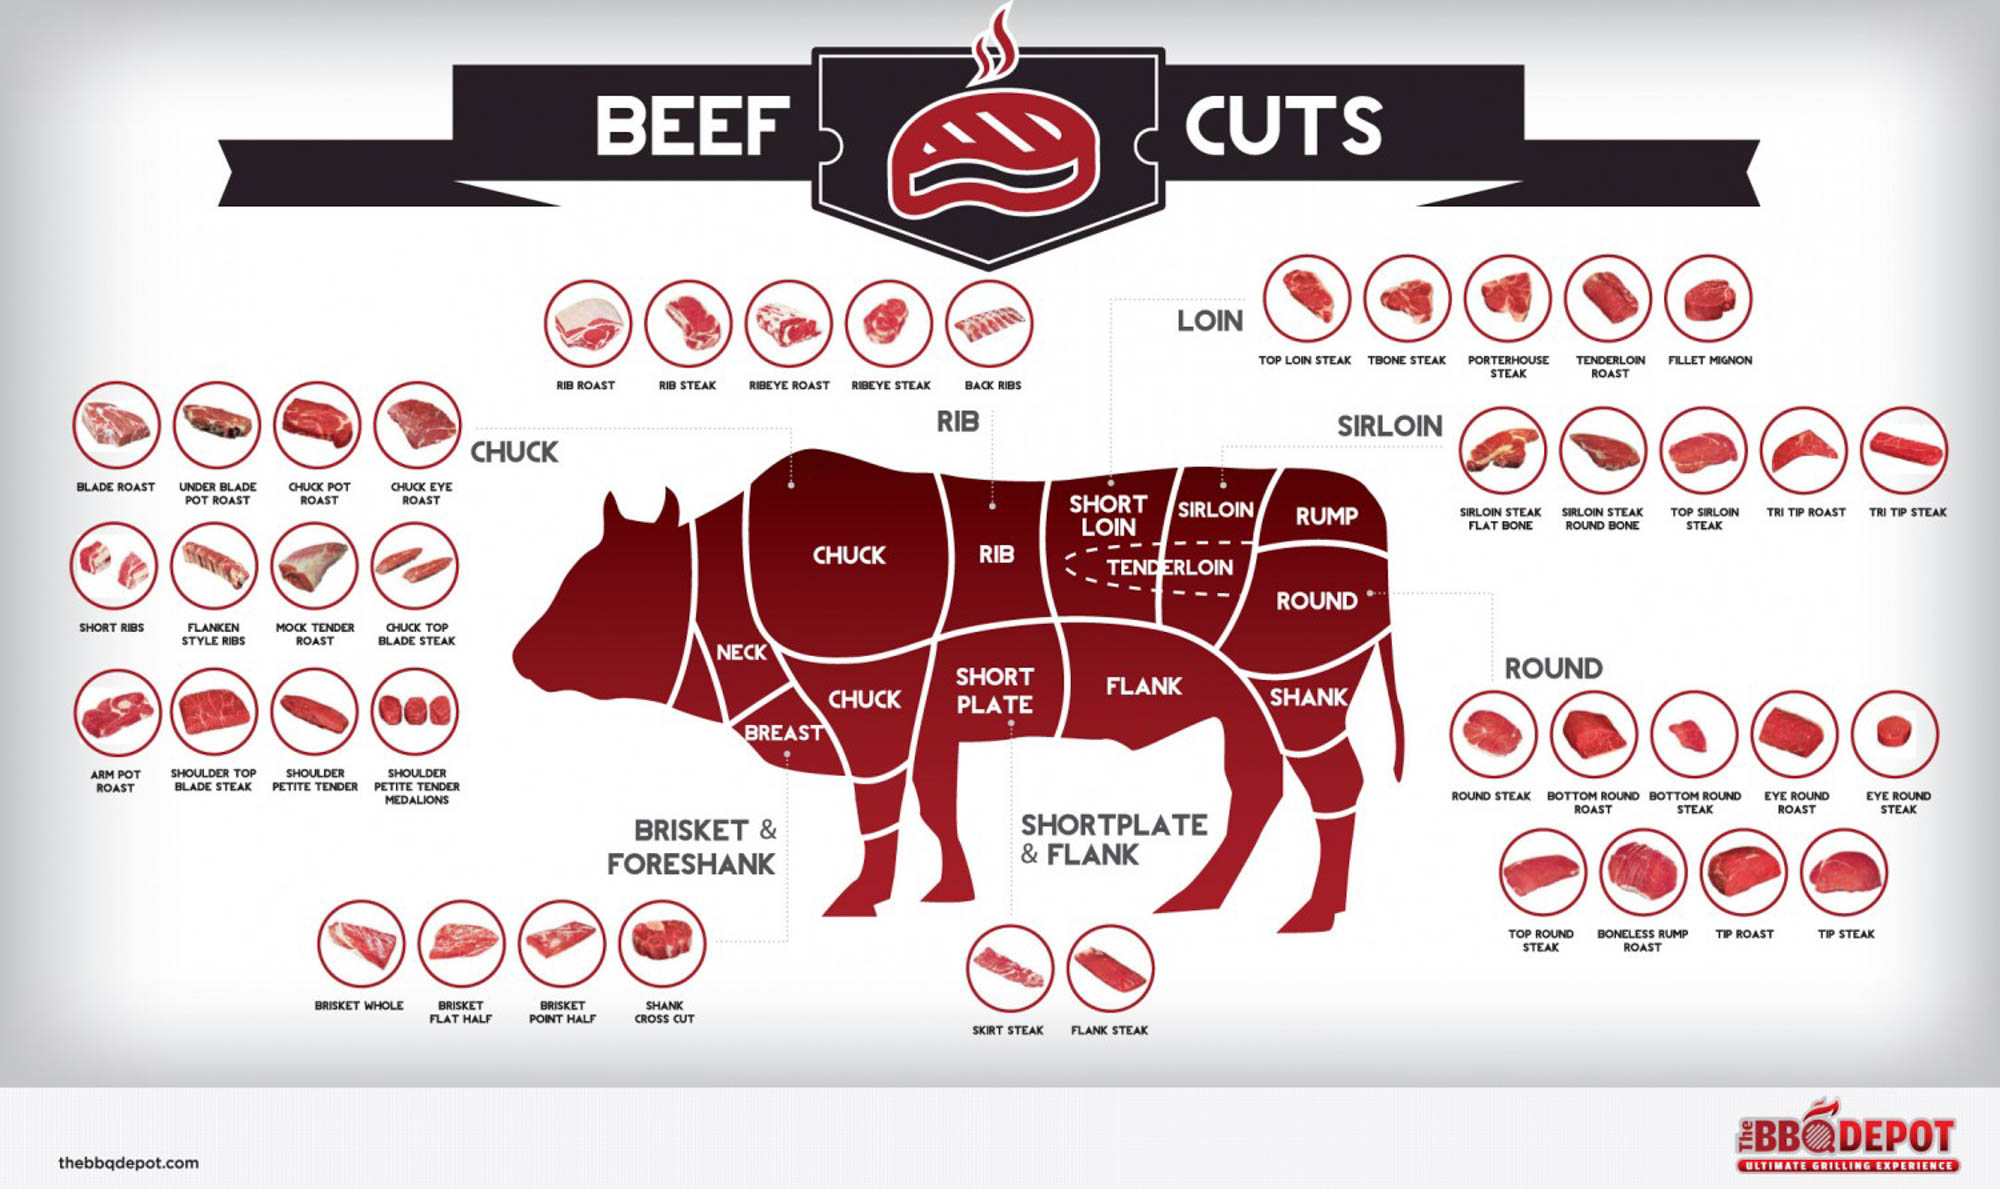 BEEF CUTS
RIB ROAST
RIB STEAK
RIBEYE ROAST
RIBEYE STEAK
BACK RIBS
RIB
LOIN
TOP LOIN STEAK
TBONE STEAK
PORTERHOUSE
STEAK
TENDERLOIN
ROAST
FILLET MIGNON
SIRLOIN
SIRLOIN STEAK
FLAT BONE
SIRLOIN STEAK
ROUND BONE
TOP SIRLOIN
STEAK
TRI TIP ROAST
TRI TIP STEAK
CHUCK
BLADE ROAST
UNDER BLADE
POT ROAST
CHUCK POT
ROAST
CHUCK EYE
ROAST
SHORT RIBS
FLANKEN
STYLE RIBS
MOCK TENDER
ROAST
CHUCK TOP
BLADE STEAK
ARM POT
ROAST
SHOULDER TOP
BLADE STEAK
SHOULDER
PETITE TENDER
SHOULDER
PETITE TENDER
MEDALIONS
CHUCK
RIB
SHORT
LOIN
SIRLOIN
RUMP
TENDERLOIN
ROUND
NECK
CHUCK
SHORT
PLATE
FLANK
SHANK
BREAST
ROUND
ROUND STEAK
BOTTOM ROUND
ROAST
BOTTOM ROUND
STEAK
EYE ROUND
ROAST
EYE ROUND
STEAK
TOP ROUND
STEAK
BONELESS RUMP
ROAST
TIP ROAST
TIP STEAK
BRISKET &
FORESHANK
BRISKET WHOLE
BRISKET
FLAT HALF
BRISKET
POINT HALF
SHANK
CROSS CUT
SHORTPLATE
& FLANK
SKIRT STEAK
FLANK STEAK
thebbqdepot.com
THE BBQ DEPOT
ULTIMATE GRILLING EXPERIENCE